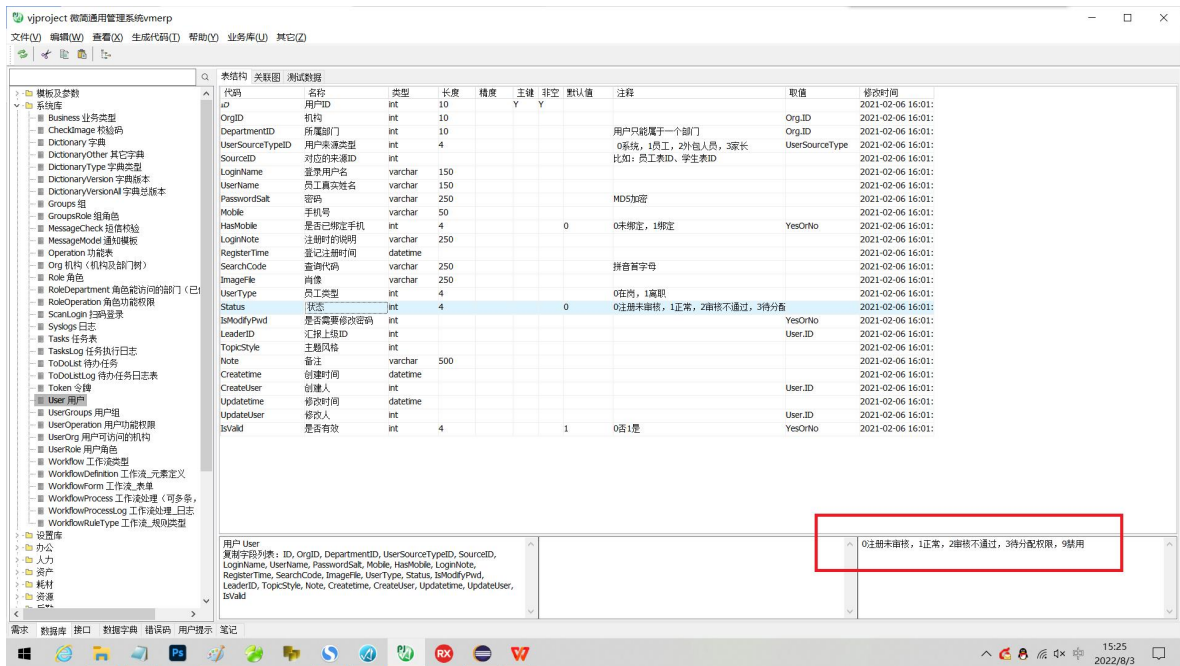 vjproject 微简通用管理系统vmerp
文件(V) 编辑(W) 查看(X) 生成代码(T) 帮助(Y) 业务库(U) 其它(Z)
模板及参数
系统库
Business 业务类型
CheckImage 校验码
Dictionary 字典
DictionaryOther 其它字典
DictionaryType 字典类型
DictionaryVersion 字典版本
DictionaryVersionAll 字典总版本
Groups 组
GroupsRole 组角色
MessageCheck 短信校验
MessageModel 通知模板
Operation 功能表
Org 机构（机构及部门树）
Role 角色
RoleDepartment 角色能访问的部门（已
RoleOperation 角色功能权限
ScanLogin 扫码登录
Syslogs 日志
Tasks 任务表
TasksLog 任务执行日志
ToDoList 待办任务
ToDoListLog 待办任务日志表
Token 令牌
User 用户
UserGroups 用户组
UserOperation 用户功能权限
UserOrg 用户可访问的机构
UserRole 用户角色
Workflow 工作流类型
WorkflowDefinition 工作流_元素定义
WorkflowForm 工作流_表单
WorkflowProcess 工作流处理（可多条，
WorkflowProcessLog 工作流处理_日志
WorkflowRuleType 工作流_规则类型
设置库
办公
人力
资产
耗材
资源
表结构 关联图 测试数据
代码 名称 类型 长度 精度 主键 非空 默认值 注释 取值 修改时间
ID 用户ID int 10 Y Y 2021-02-06 16:01:
OrgID 机构 int 10 Org.ID 2021-02-06 16:01:
DepartmentID 所属部门 int 10 用户只能属于一个部门 Org.ID 2021-02-06 16:01:
UserSourceTypeID 用户来源类型 int 4 0系统，1员工，2外包人员，3家长 UserSourceType 2021-02-06 16:01:
SourceID 对应的来源ID int 比如：员工表ID、学生表ID 2021-02-06 16:01:
LoginName 登录用户名 varchar 150 2021-02-06 16:01:
UserName 员工真实姓名 varchar 150 2021-02-06 16:01:
PasswordSalt 密码 varchar 250 MD5加密 2021-02-06 16:01:
Mobile 手机号 varchar 50 2021-02-06 16:01:
HasMobile 是否已绑定手机 int 4 0 0未绑定，1绑定 YesOrNo 2021-02-06 16:01:
LoginNote 注册时的说明 varchar 250 2021-02-06 16:01:
RegisterTime 登记注册时间 datetime 2021-02-06 16:01:
SearchCode 查询代码 varchar 250 拼音首字母 2021-02-06 16:01:
ImageFile 肖像 varchar 250 2021-02-06 16:01:
UserType 员工类型 int 4 0在岗，1离职 2021-02-06 16:01:
Status 状态 int 4 0 0注册未审核，1正常，2审核不通过，3待分配 2021-02-06 16:01:
IsModifyPwd 是否需要修改密码 int YesOrNo 2021-02-06 16:01:
LeaderID 汇报上级ID int User.ID 2021-02-06 16:01:
TopicStyle 主题风格 int 2021-02-06 16:01:
Note 备注 varchar 500 2021-02-06 16:01:
Createtime 创建时间 datetime 2021-02-06 16:01:
CreateUser 创建人 int User.ID 2021-02-06 16:01:
Updatetime 修改时间 datetime 2021-02-06 16:01:
UpdateUser 修改人 int User.ID 2021-02-06 16:01:
IsValid 是否有效 int 4 1 0否1是 YesOrNo 2021-02-06 16:01:
用户 User
复制字段列表：ID, OrgID, DepartmentID, UserSourceTypeID, SourceID,
LoginName, UserName, PasswordSalt, Mobile, HasMobile, LoginNote,
RegisterTime, SearchCode, ImageFile, UserType, Status, IsModifyPwd,
LeaderID, TopicStyle, Note, Createtime, CreateUser, Updatetime, UpdateUser,
IsValid
0注册未审核，1正常，2审核不通过，3待分配权限，9禁用
需求 数据库 接口 数据字典 错误码 用户提示 笔记
Ps
RX
中
15:25
2022/8/3